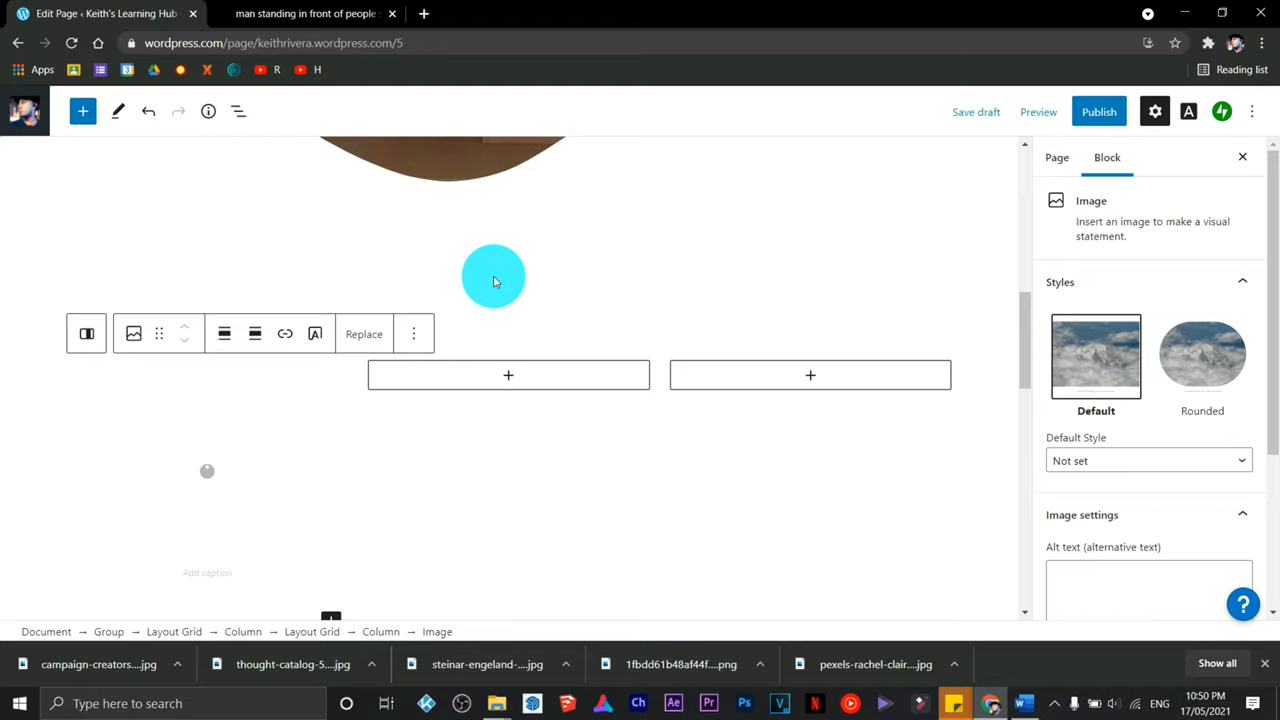 Edit Page ‹ Keith's Learning Hub
man standing in front of people
wordpress.com/page/keithrivera.wordpress.com/5
Apps
R
H
Reading list
Save draft
Preview
Publish
A
Page
Block
Image
Insert an image to make a visual
statement.
Styles
Default
Rounded
Default Style
Not set
Image settings
Alt text (alternative text)
Replace
Add caption
Document → Group → Layout Grid → Column → Layout Grid → Column → Image
campaign-creators....jpg
thought-catalog-5....jpg
steinar-engeland-....jpg
1fbdd61b48af44f....png
pexels-rachel-clair....jpg
Show all
Type here to search
Ch
Ae
Pr
Ps
ENG
10:50 PM
17/05/2021